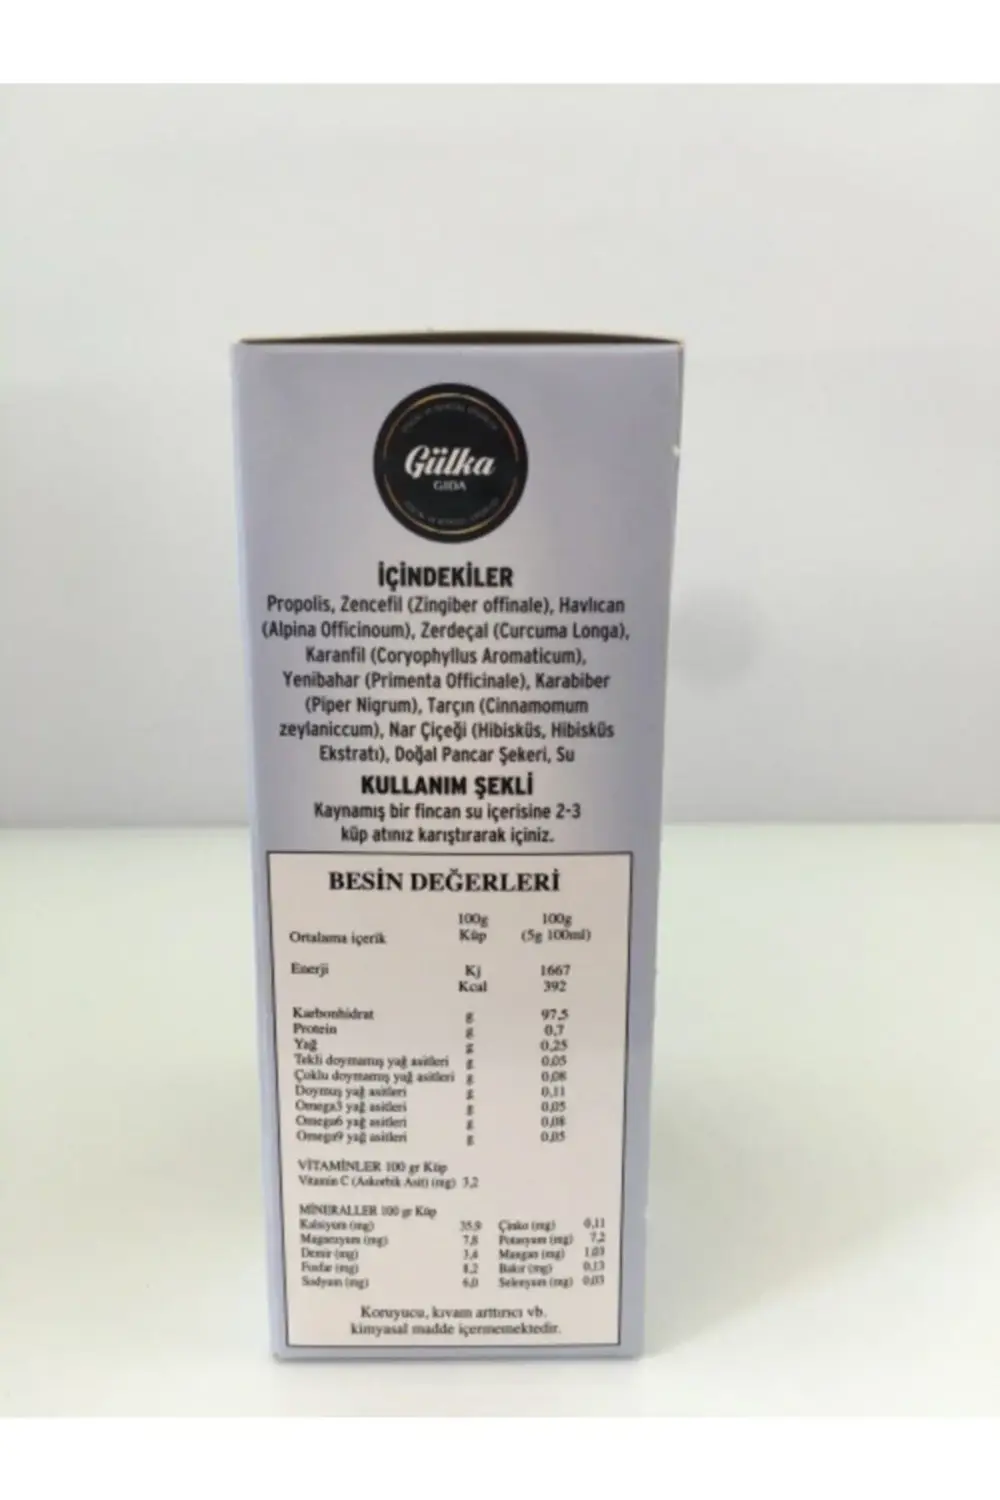 Gülka
GIDA
İÇİNDEKİLER
Propolis, Zencefil (Zingiber offinale), Havlıcan
(Alpina Officinoum), Zerdeçal (Curcuma Longa),
Karanfil (Coryophyllus Aromaticum),
Yenibahar (Primenta Officinale), Karabiber
(Piper Nigrum), Tarçın (Cinnamomum
zeylaniccum), Nar Çiçeği (Hibisküs, Hibisküs
Ekstratı), Doğal Pancar Şekeri, Su
KULLANIM ŞEKLİ
Kaynamış bir fincan su içerisine 2-3
küp atınız karıştırarak içiniz.
BESİN DEĞERLERİ
100g 100g
Ortalama içerik Küp (5g 100ml)
Enerji Kj 1667
Kcal 392
Karbonhidrat g 97,5
Protein g 0,7
Yağ g 0,25
Tekli doymamış yağ asitleri g 0,05
Çoklu doymamış yağ asitleri g 0,08
Doymuş yağ asitleri g 0,11
Omega3 yağ asitleri g 0,05
Omega6 yağ asitleri g 0,08
Omega9 yağ asitleri g 0,05
VİTAMİNLER 100 gr Küp
Vitamin C (Askorbik Asit) (mg) 3,2
MİNERALLER 100 gr Küp
Kalsiyum (mg) 35,9 Çinko (mg) 0,11
Magnezyum (mg) 7,8 Potasyum (mg) 7,2
Demir (mg) 3,4 Mangan (mg) 1,03
Fosfar (mg) 8,2 Bakır (mg) 0,13
Sodyum (mg) 6,0 Selenyum (mg) 0,03
Koruyucu, kıvam arttırıcı vb.
kimyasal madde içermemektedir.